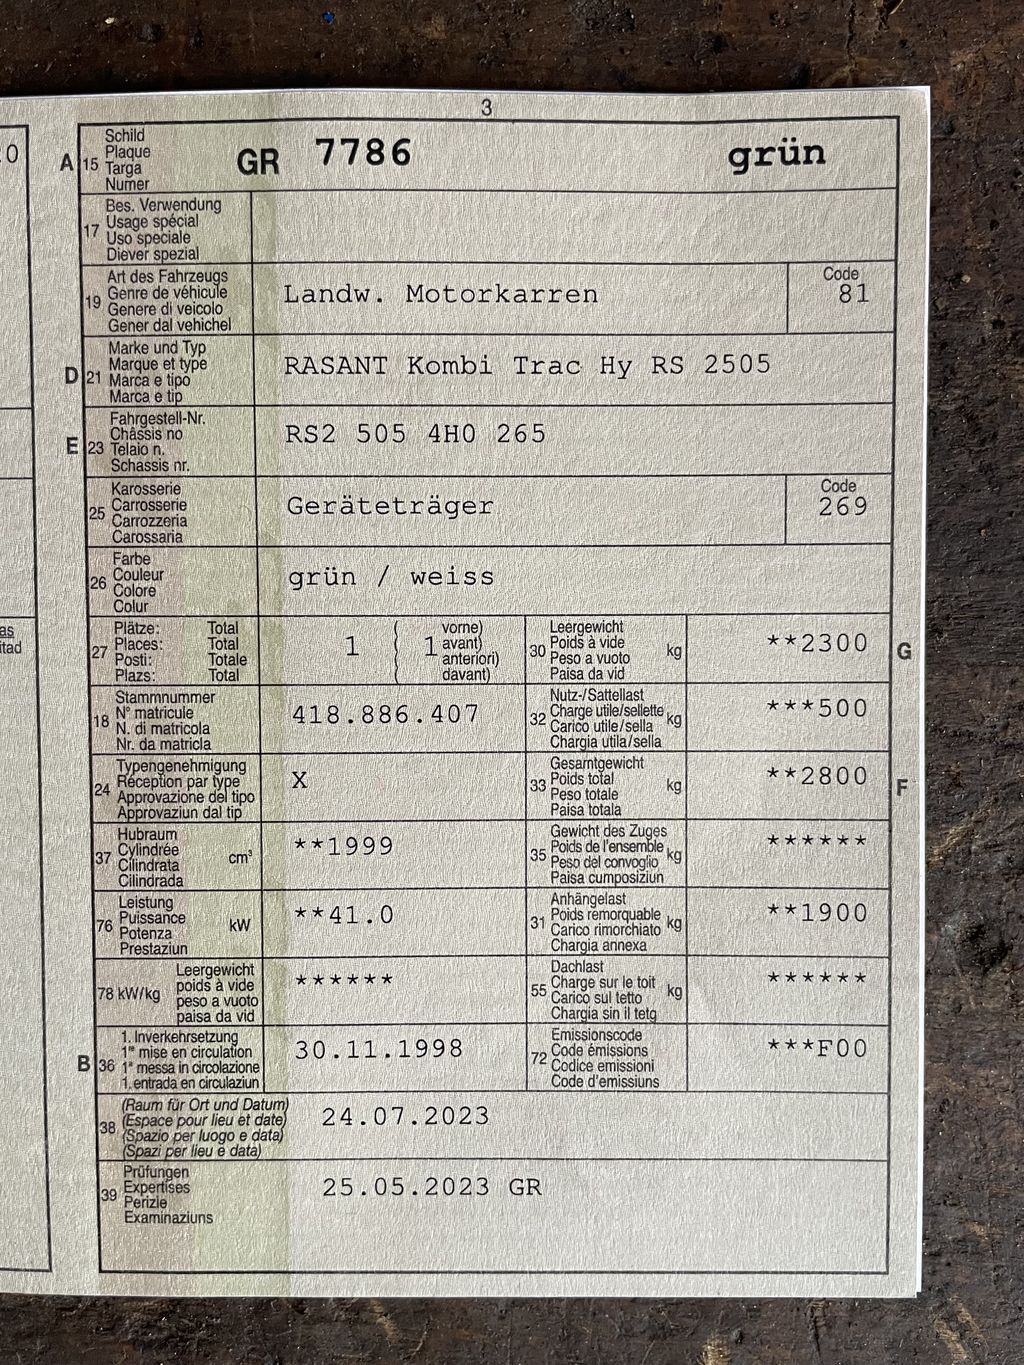 3
0
A 15 Schild
Plaque
Targa
Numer
GR 7786 grün
17 Bes. Verwendung
Usage spécial
Uso speciale
Diever spezial
19 Art des Fahrzeugs
Genre de véhicule
Genere di veicolo
Gener dal vehichel
Landw. Motorkarren
Code
81
D 21 Marke und Typ
Marque et type
Marca e tipo
Marca e tip
RASANT Kombi Trac Hy RS 2505
E 23 Fahrgestell-Nr.
Châssis no
Telaio n.
Schassis nr.
RS2 505 4H0 265
25 Karosserie
Carrosserie
Carrozzeria
Carossaria
Geräteträger
Code
269
26 Farbe
Couleur
Colore
Colur
grün / weiss
as
itad
27 Plätze: Total
Places: Total
Posti: Totale
Plazs: Total
1 ( 1 vorne)
avant)
anteriori)
davant)
30 Leergewicht
Poids à vide
Peso a vuoto
Paisa da vid
kg
**2300
G
18 Stammnummer
N° matricule
N. di matricola
Nr. da matricla
418.886.407
32 Nutz-/Sattellast
Charge utile/sellette
Carico utile/sella
Chargia utila/sella
kg
***500
24 Typengenehmigung
Réception par type
Approvazione del tipo
Approvaziun dal tip
X
33 Gesamtgewicht
Poids total
Peso totale
Paisa totala
kg
**2800
F
37 Hubraum
Cylindrée
Cilindrata
Cilindrada
cm³
**1999
35 Gewicht des Zuges
Poids de l'ensemble
Peso del convoglio
Paisa cumposiziun
kg
******
76 Leistung
Puissance
Potenza
Prestaziun
kW
**41.0
31 Anhängelast
Poids remorquable
Carico rimorchiato
Chargia annexa
kg
**1900
78 kW/kg
Leergewicht
poids à vide
peso a vuoto
paisa da vid
******
55 Dachlast
Charge sur le toit
Carico sul tetto
Chargia sin il tetg
kg
******
B 36 1. Inverkehrsetzung
1re mise en circulation
1a messa in circolazione
1. entrada en circulaziun
30.11.1998
72 Emissionscode
Code émissions
Codice emissioni
Code d'emissiuns
***F00
38 (Raum für Ort und Datum)
(Espace pour lieu et date)
(Spazio per luogo e data)
(Spazi per lieu e data)
24.07.2023
39 Prüfungen
Expertises
Perizie
Examinaziuns
25.05.2023 GR